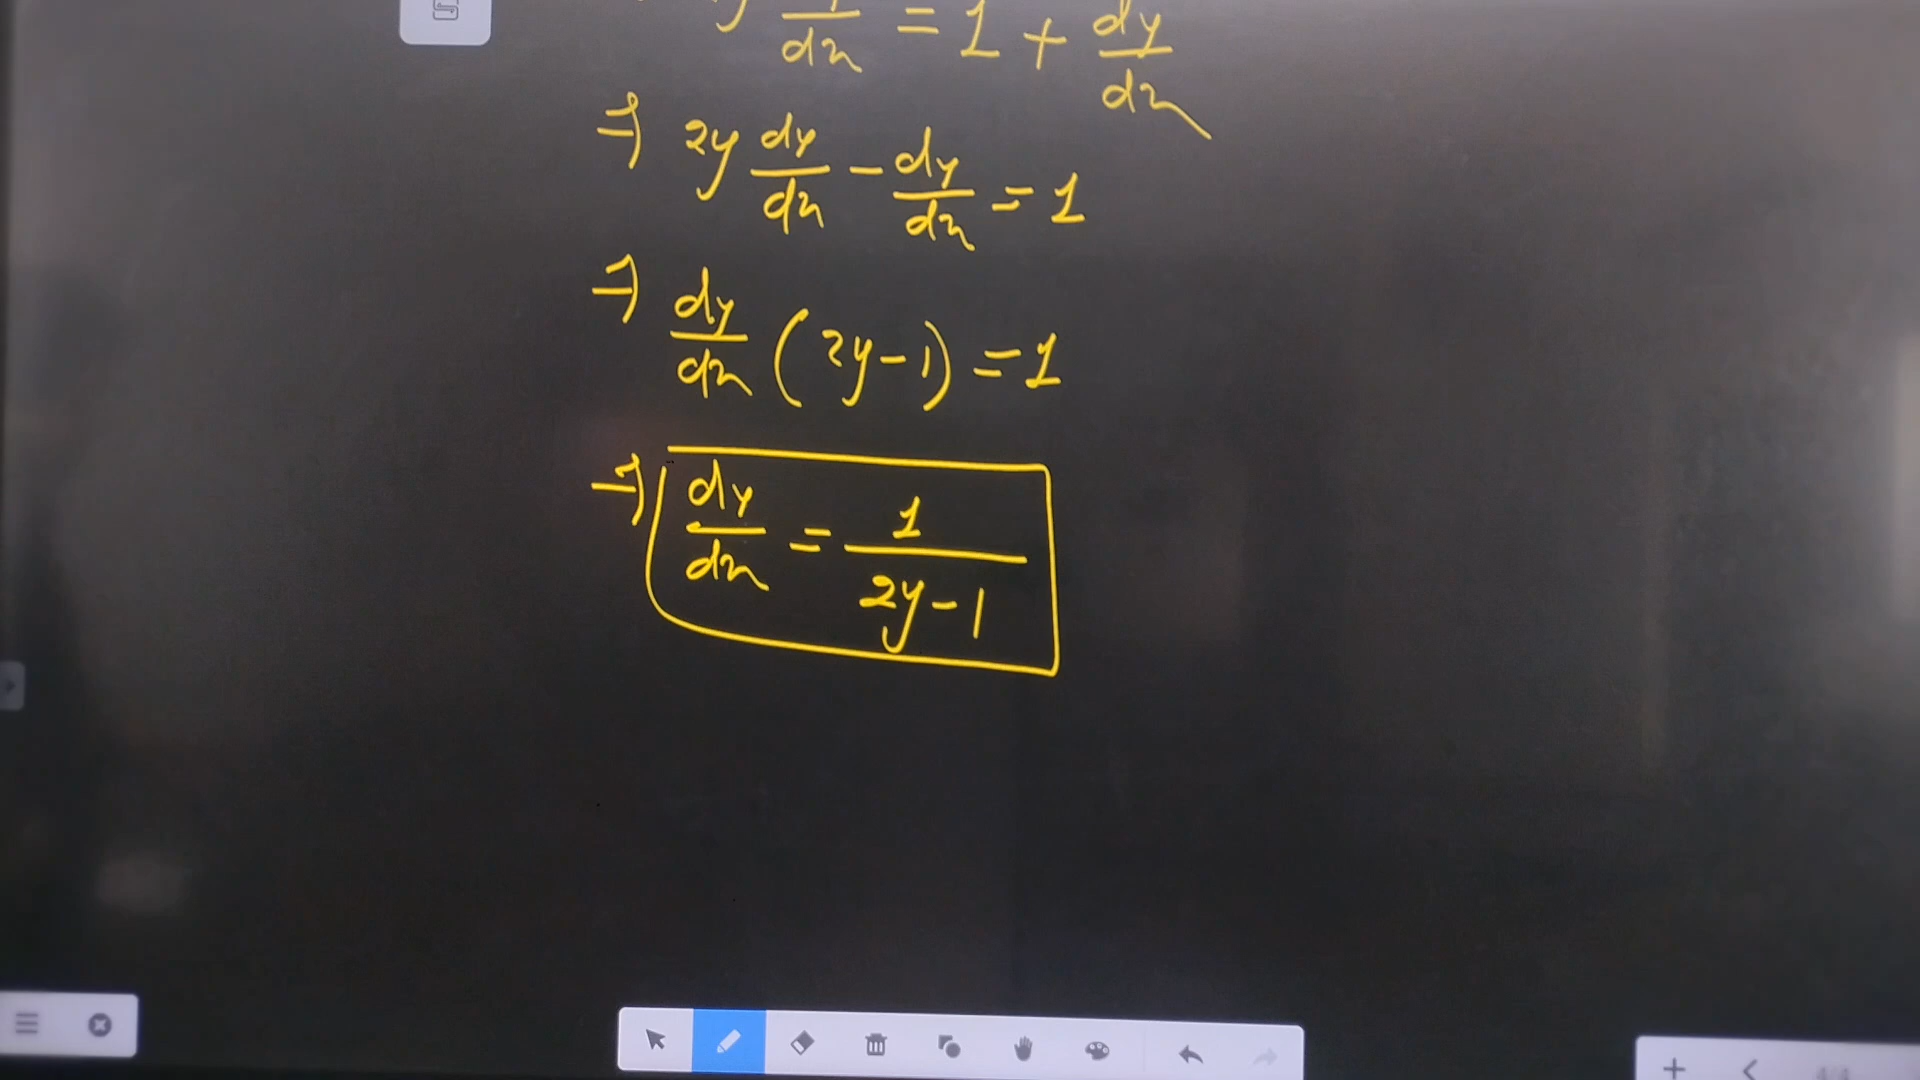 y dy/dx = 1 + dy/dx
⇒ 2y dy/dx - dy/dx = 1
⇒ dy/dx (2y-1) = 1
⇒ dy/dx = 1/(2y-1)